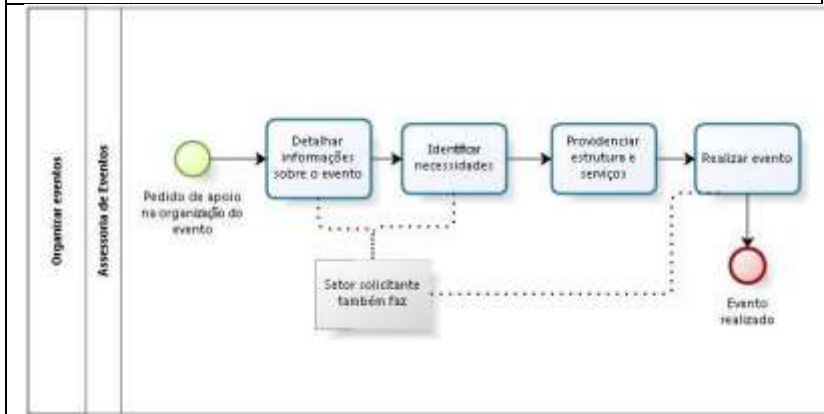 Organizar eventos
Assessoria de Eventos
Pedido de apoio
na organização do
evento
Detalhar
informações
sobre o evento
Identificar
necessidades
Providenciar
estrutura e
serviços
Realizar evento
Setor solicitante
também faz
Evento
realizado